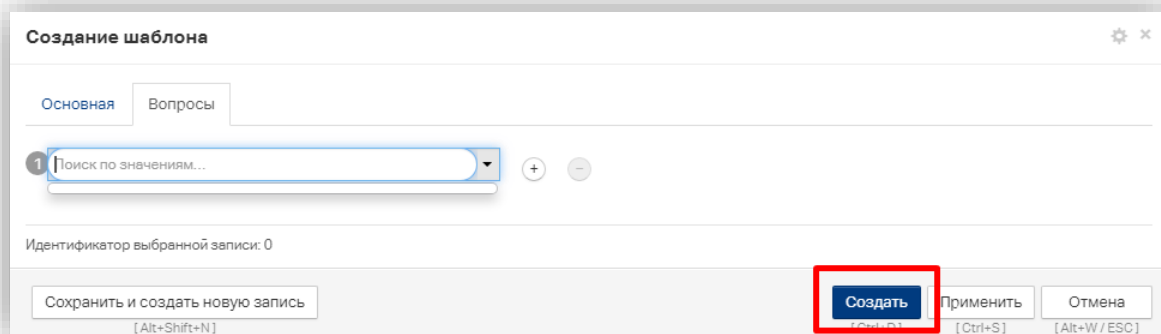 Создание шаблона
Основная Вопросы
1 Поиск по значениям...
Идентификатор выбранной записи: 0
Сохранить и создать новую запись Создать Применить Отмена
[Alt+Shift+N] [Ctrl+S] [Alt+W/ESC]